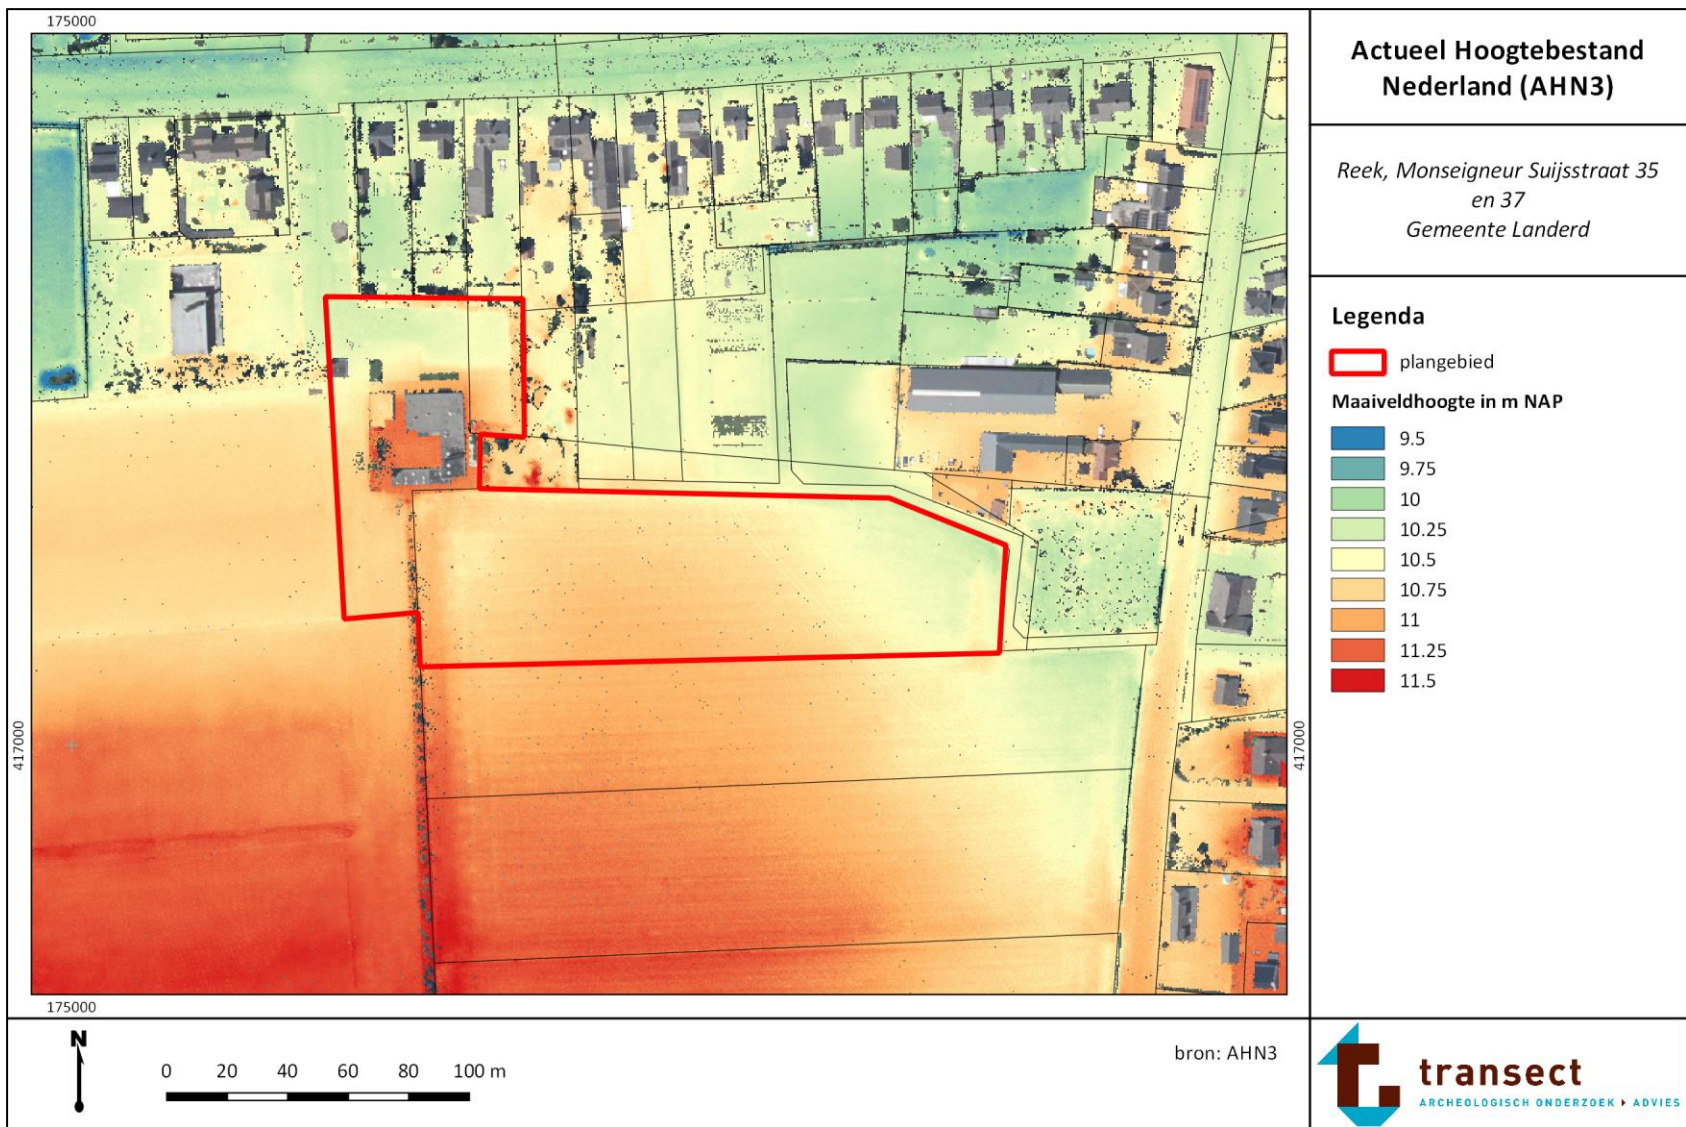 175000
417000
417000
175000
Actueel Hoogtebestand
Nederland (AHN3)
Reek, Monseigneur Suijsstraat 35
en 37
Gemeente Landerd
Legenda
plangebied
Maaiveldhoogte in m NAP
9.5
9.75
10
10.25
10.5
10.75
11
11.25
11.5
N
0 20 40 60 80 100 m
bron: AHN3
transect
ARCHEOLOGISCH ONDERZOEK ▸ ADVIES